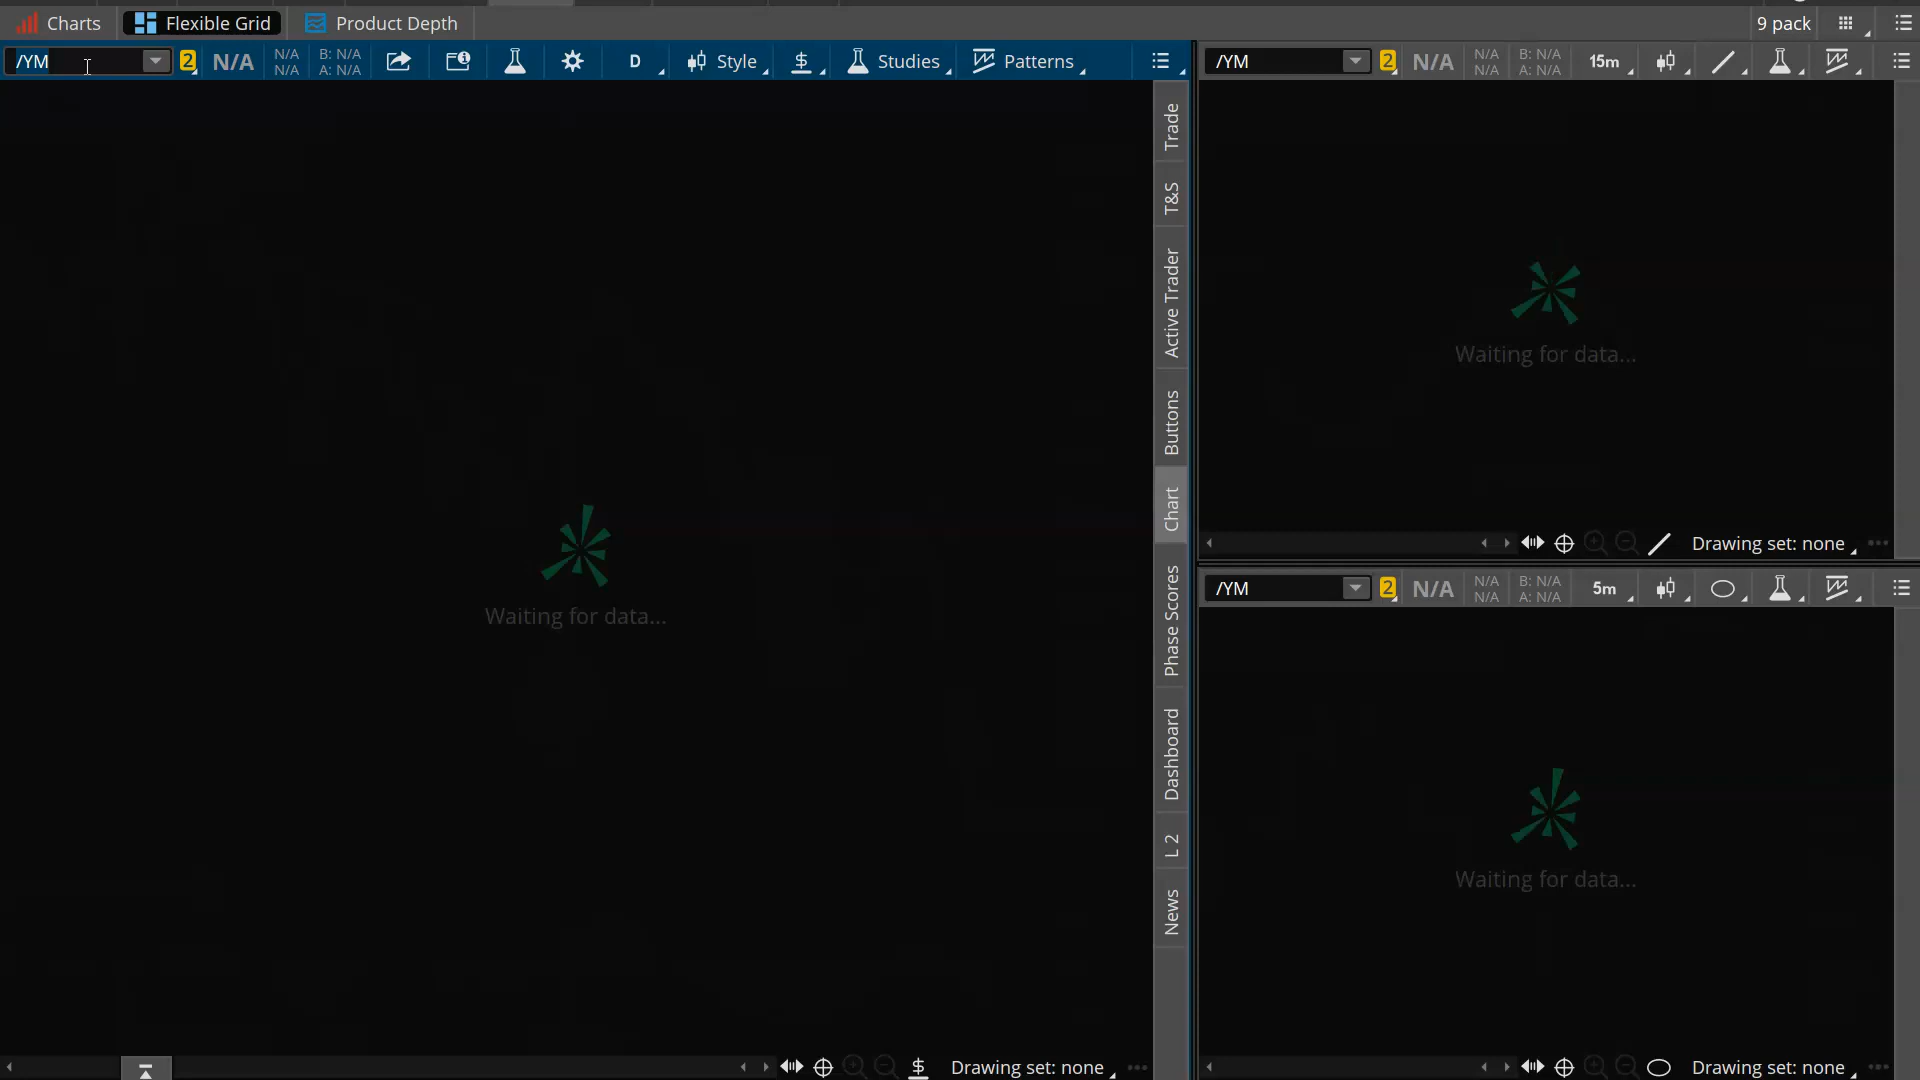 Charts
Flexible Grid
Product Depth
9 pack
/YM
2
N/A
N/A
N/A
B: N/A
A: N/A
D
Style
$
Studies
Patterns
/YM
2
N/A
N/A
N/A
B: N/A
A: N/A
15m
Trade
T&S
Active Trader
Buttons
Chart
Phase Scores
Dashboard
L 2
News
Waiting for data...
Waiting for data...
Drawing set: none
/YM
2
N/A
N/A
N/A
B: N/A
A: N/A
5m
Waiting for data...
$
Drawing set: none
Drawing set: none